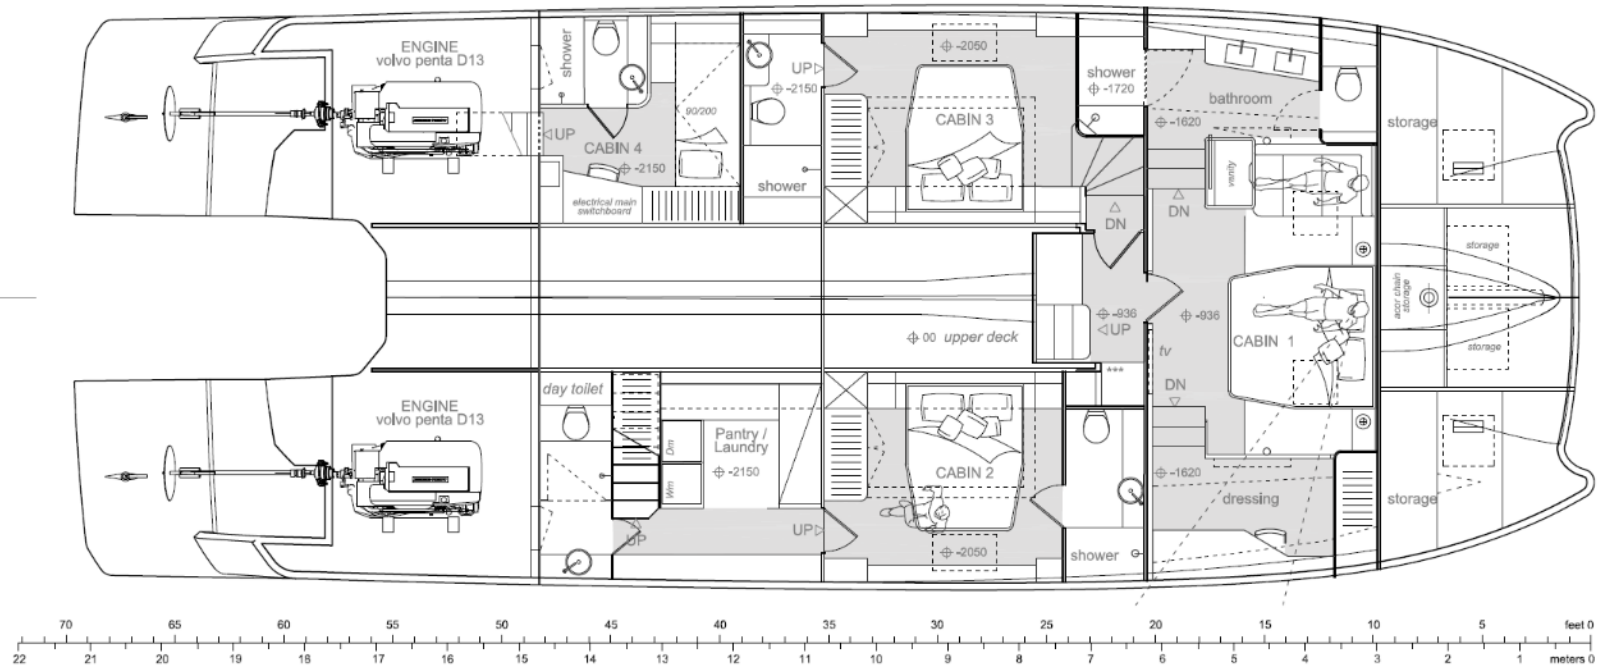 ENGINE
volvo penta D13
shower
UP
CABIN 4
-2150
electrical main
switchboard
90/200
UP
-2150
shower
-2050
CABIN 3
shower
-1720
DN
bathroom
-1620
vanity
DN
storage
storage
storage
acor chain
storage
-936
UP
-936
CABIN 1
tv
DN
00 upper deck
***
ENGINE
volvo penta D13
day toilet
UP
Pantry /
Laundry
-2150
Dm
Wm
UP
CABIN 2
-2050
shower
-1620
dressing
storage
70 65 60 55 50 45 40 35 30 25 20 15 10 5 feet 0
22 21 20 19 18 17 16 15 14 13 12 11 10 9 8 7 6 5 4 3 2 1 meters 0